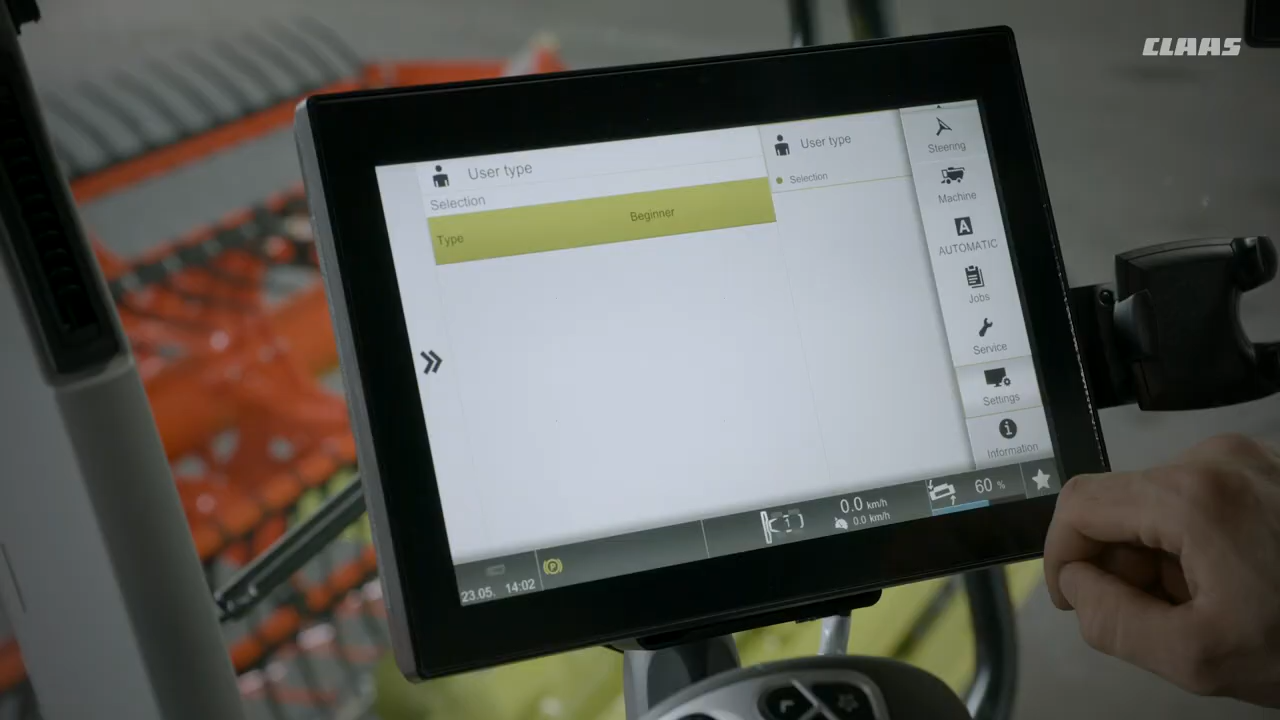 CLAAS
User type
Selection
Type Beginner
User type
Selection
Steering
Machine
A
AUTOMATIC
Jobs
Service
Settings
Information
23.05. 14:02
P
0.0 km/h
0.0 km/h
60 %